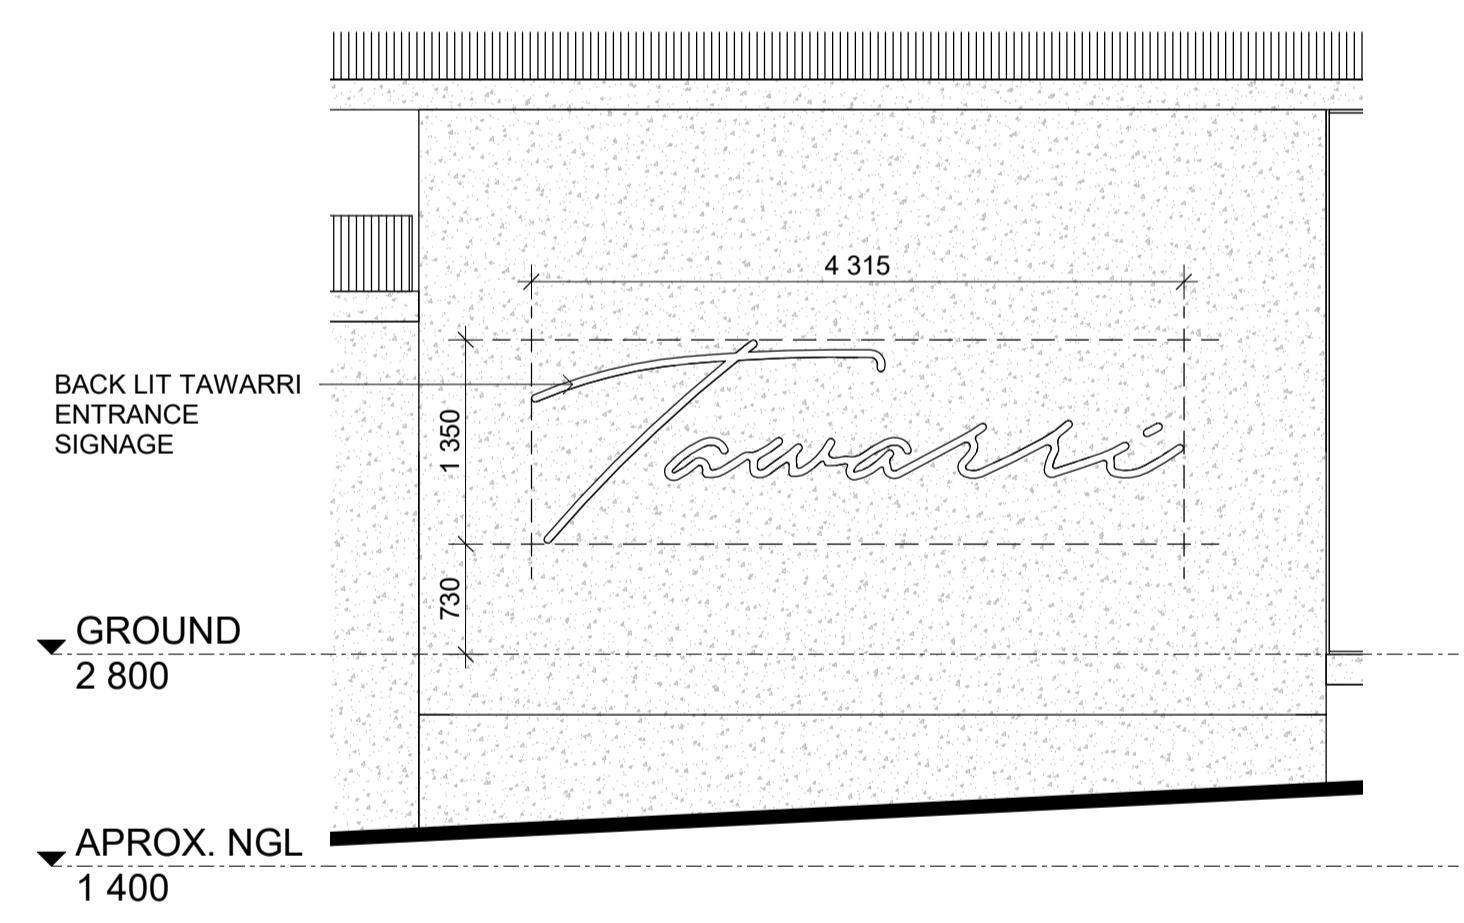 4 315
BACK LIT TAWARRI
ENTRANCE
SIGNAGE
1 350
Tawarri
730
GROUND
2 800
APROX. NGL
1 400